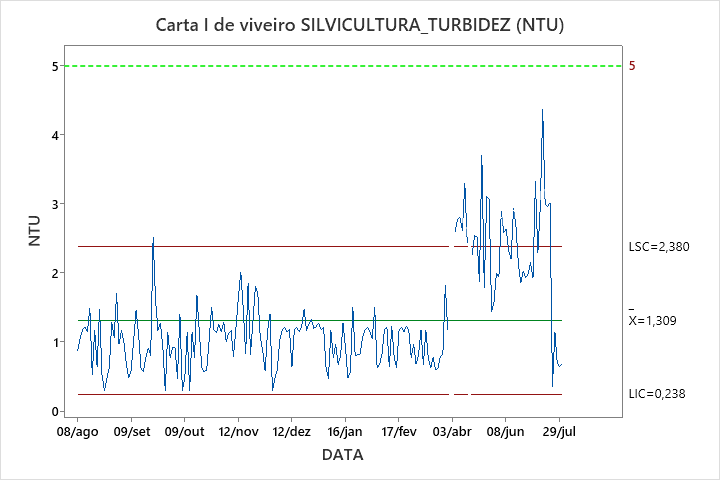 Carta I de viveiro SILVICULTURA_TURBIDEZ (NTU)
5
5
4
3
2
1
0
NTU
LSC=2,380
X̅=1,309
LIC=0,238
08/ago 09/set 09/out 12/nov 12/dez 16/jan 17/fev 03/abr 08/jun 29/jul
DATA